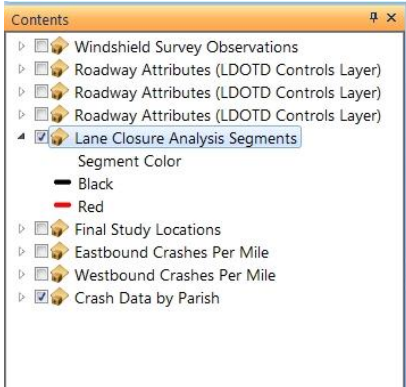 Contents
Windshield Survey Observations
Roadway Attributes (LDOTD Controls Layer)
Roadway Attributes (LDOTD Controls Layer)
Roadway Attributes (LDOTD Controls Layer)
Lane Closure Analysis Segments
Segment Color
Black
Red
Final Study Locations
Eastbound Crashes Per Mile
Westbound Crashes Per Mile
Crash Data by Parish